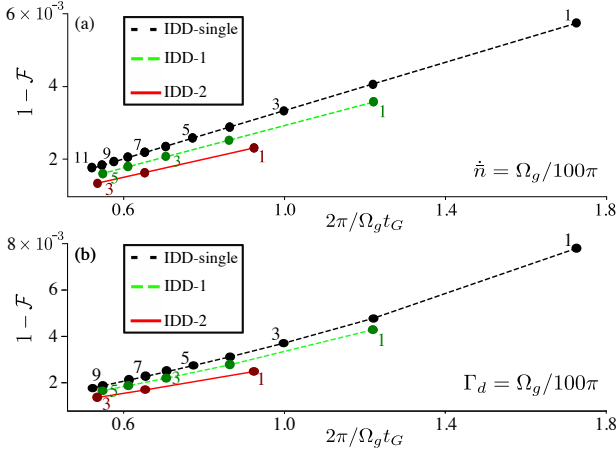 6 × 10⁻³
(a)
IDD-single
IDD-1
IDD-2
1
1
3
5
7
9
11
3
5
1
3
1 − 𝓕
4
2
0.6
1.0
1.4
1.8
2π/Ω_g t_G
ṅ̄ = Ω_g/100π
8 × 10⁻³
(b)
IDD-single
IDD-1
IDD-2
1
1
3
5
7
9
3
5
1
3
1 − 𝓕
6
4
2
0.6
1.0
1.4
1.8
2π/Ω_g t_G
Γ_d = Ω_g/100π